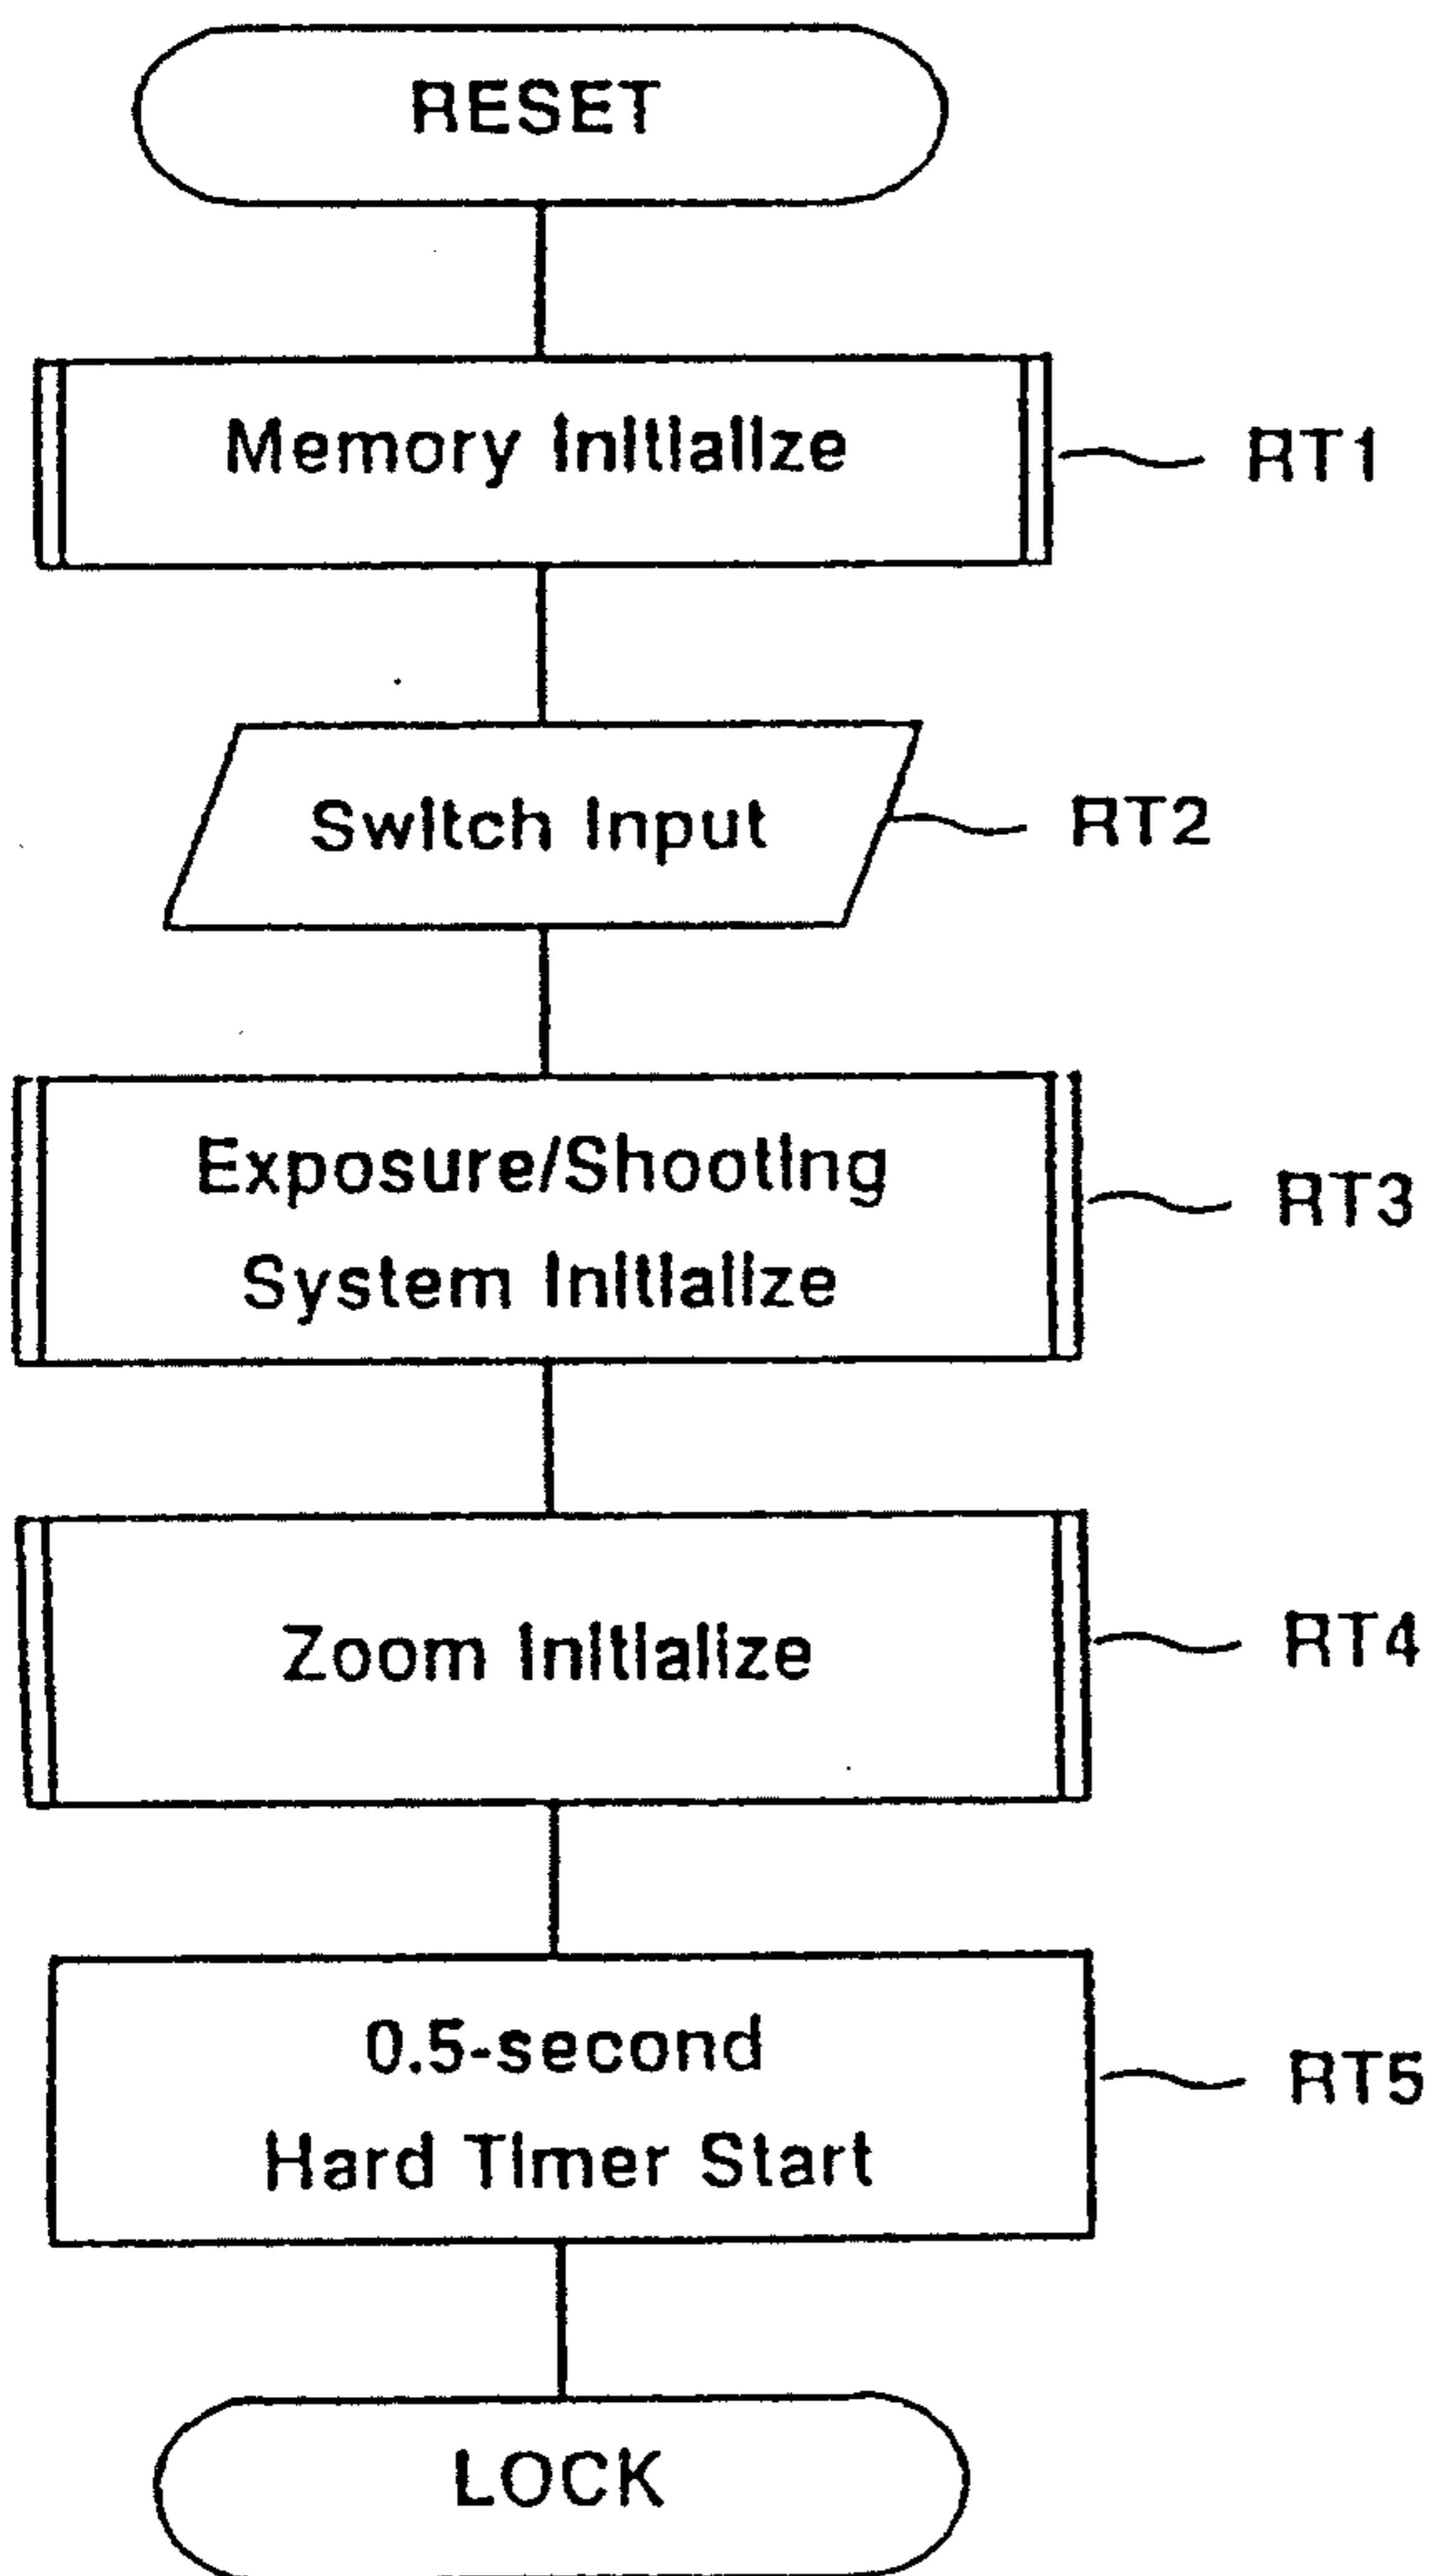 RESET
Memory Initialize
RT1
Switch Input
RT2
Exposure/Shooting
System Initialize
RT3
Zoom Initialize
RT4
0.5-second
Hard Timer Start
RT5
LOCK